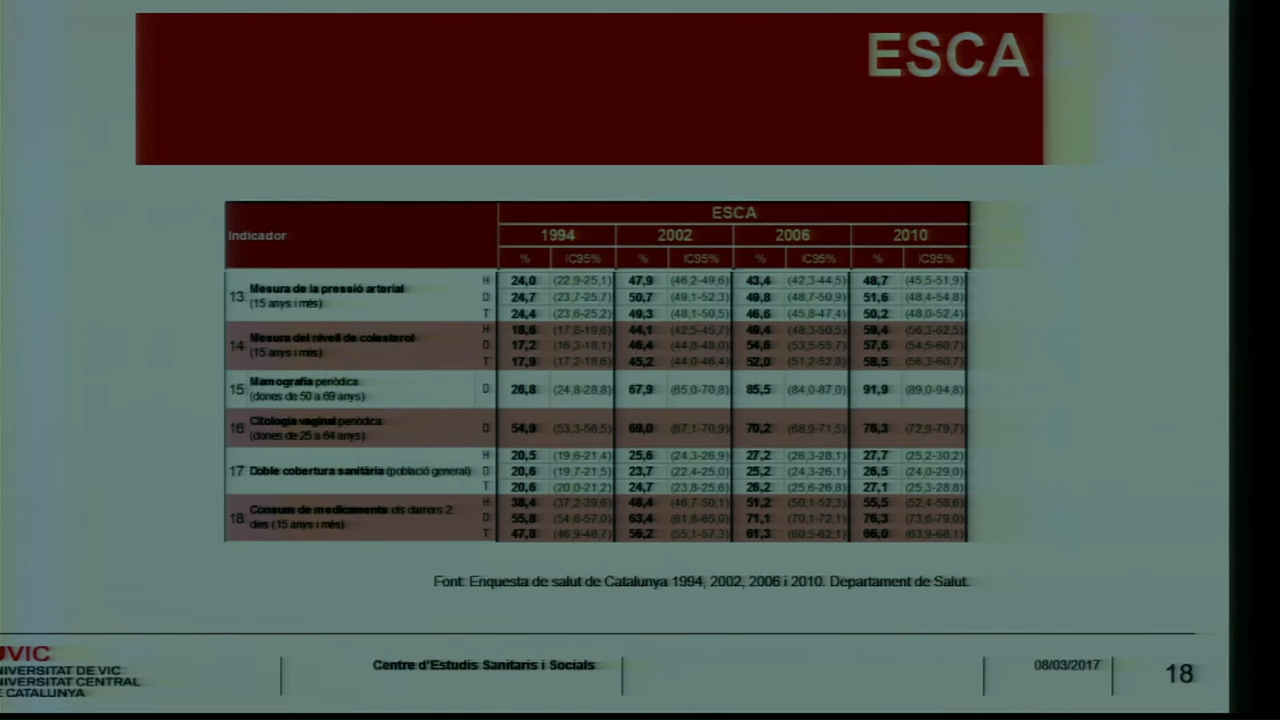 ESCA
ESCA
Indicador 1994 2002 2006 2010
% IC95% % IC95% % IC95% % IC95%
13 Mesura de la pressió arterial (15 anys i més)
H 24,0 (22,9-25,1) 47,9 (46,2-49,6) 43,4 (42,3-44,5) 48,7 (45,5-51,9)
D 24,7 (23,7-25,7) 50,7 (49,1-52,3) 49,8 (48,7-50,9) 51,6 (48,4-54,8)
T 24,4 (23,6-25,2) 49,3 (48,1-50,5) 46,6 (45,8-47,4) 50,2 (48,0-52,4)
14 Mesura del nivell de colesterol (15 anys i més)
H 18,6 (17,6-19,6) 44,1 (42,5-45,7) 49,4 (48,3-50,5) 59,4 (56,3-62,5)
D 17,2 (16,3-18,1) 46,4 (44,8-48,0) 54,6 (53,5-55,7) 57,6 (54,5-60,7)
T 17,9 (17,2-18,6) 45,2 (44,0-46,4) 52,0 (51,2-52,8) 58,5 (56,3-60,7)
15 Mamografia periòdica (dones de 50 a 69 anys)
D 26,8 (24,8-28,8) 67,9 (65,0-70,8) 85,5 (84,0-87,0) 91,9 (89,0-94,8)
16 Citologia vaginal periòdica (dones de 25 a 64 anys)
D 54,9 (53,3-56,5) 69,0 (67,1-70,9) 70,2 (68,9-71,5) 76,3 (72,9-79,7)
17 Doble cobertura sanitària (població general)
H 20,5 (19,6-21,4) 25,6 (24,3-26,9) 27,2 (26,3-28,1) 27,7 (25,2-30,2)
D 20,6 (19,7-21,5) 23,7 (22,4-25,0) 25,2 (24,3-26,1) 26,5 (24,0-29,0)
T 20,6 (20,0-21,2) 24,7 (23,8-25,6) 26,2 (25,6-26,8) 27,1 (25,3-28,8)
18 Consum de medicaments els darrers 2 dies (15 anys i més)
H 38,4 (37,2-39,6) 48,4 (46,7-50,1) 51,2 (50,1-52,3) 55,5 (52,4-58,6)
D 55,8 (54,6-57,0) 63,4 (61,8-65,0) 71,1 (70,1-72,1) 76,3 (73,6-79,0)
T 47,8 (46,9-48,7) 56,2 (55,1-57,3) 61,3 (60,5-62,1) 66,0 (63,9-68,1)
Font: Enquesta de salut de Catalunya 1994, 2002, 2006 i 2010. Departament de Salut.
UVIC
NIVERSITAT DE VIC
NIVERSITAT CENTRAL
E CATALUNYA
Centre d'Estudis Sanitaris i Socials
08/03/2017
18